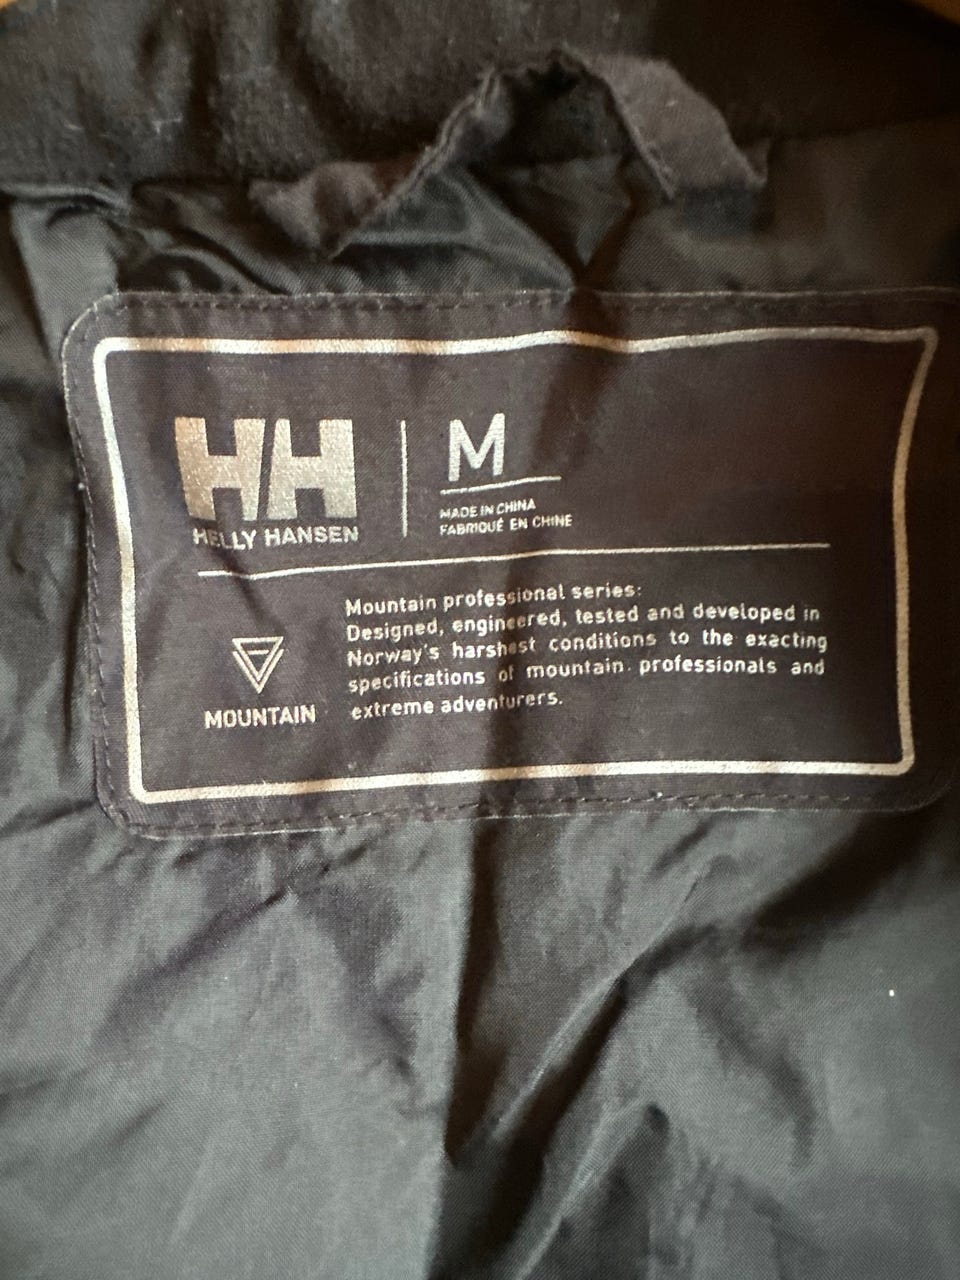 HH
HELLY HANSEN
M
MADE IN CHINA
FABRIQUÉ EN CHINE
MOUNTAIN
Mountain professional series:
Designed, engineered, tested and developed in
Norway's harshest conditions to the exacting
specifications of mountain professionals and
extreme adventurers.